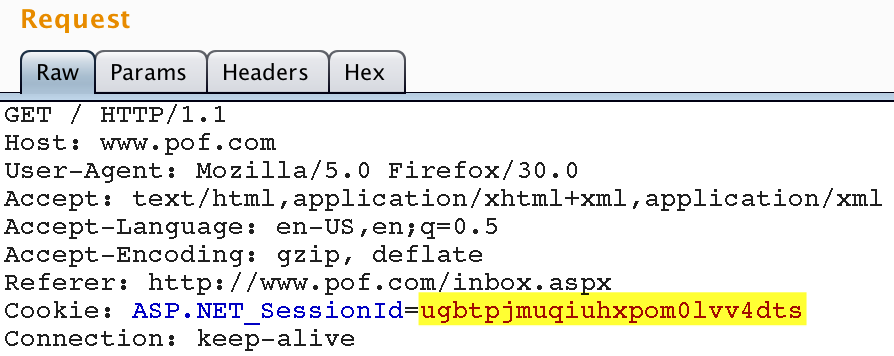 Request
Raw Params Headers Hex
GET / HTTP/1.1
Host: www.pof.com
User-Agent: Mozilla/5.0 Firefox/30.0
Accept: text/html,application/xhtml+xml,application/xml
Accept-Language: en-US,en;q=0.5
Accept-Encoding: gzip, deflate
Referer: http://www.pof.com/inbox.aspx
Cookie: ASP.NET_SessionId=ugbtpjmuqiuhxpom0lvv4dts
Connection: keep-alive